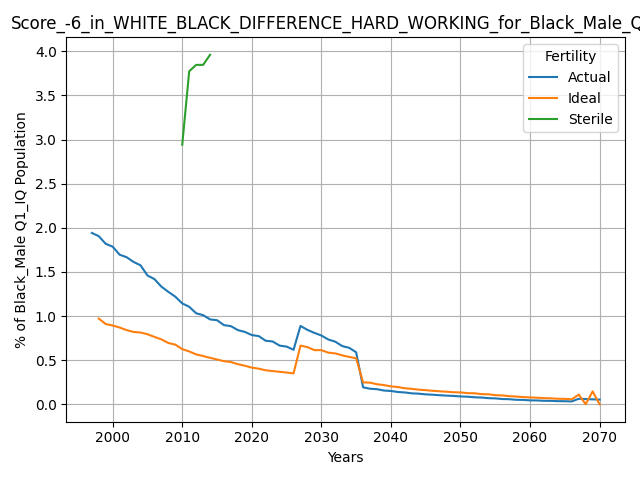 Score_-6_in_WHITE_BLACK_DIFFERENCE_HARD_WORKING_for_Black_Male_Q
Fertility
Actual
Ideal
Sterile
% of Black_Male Q1_IQ Population
4.0
3.5
3.0
2.5
2.0
1.5
1.0
0.5
0.0
2000 2010 2020 2030 2040 2050 2060 2070
Years